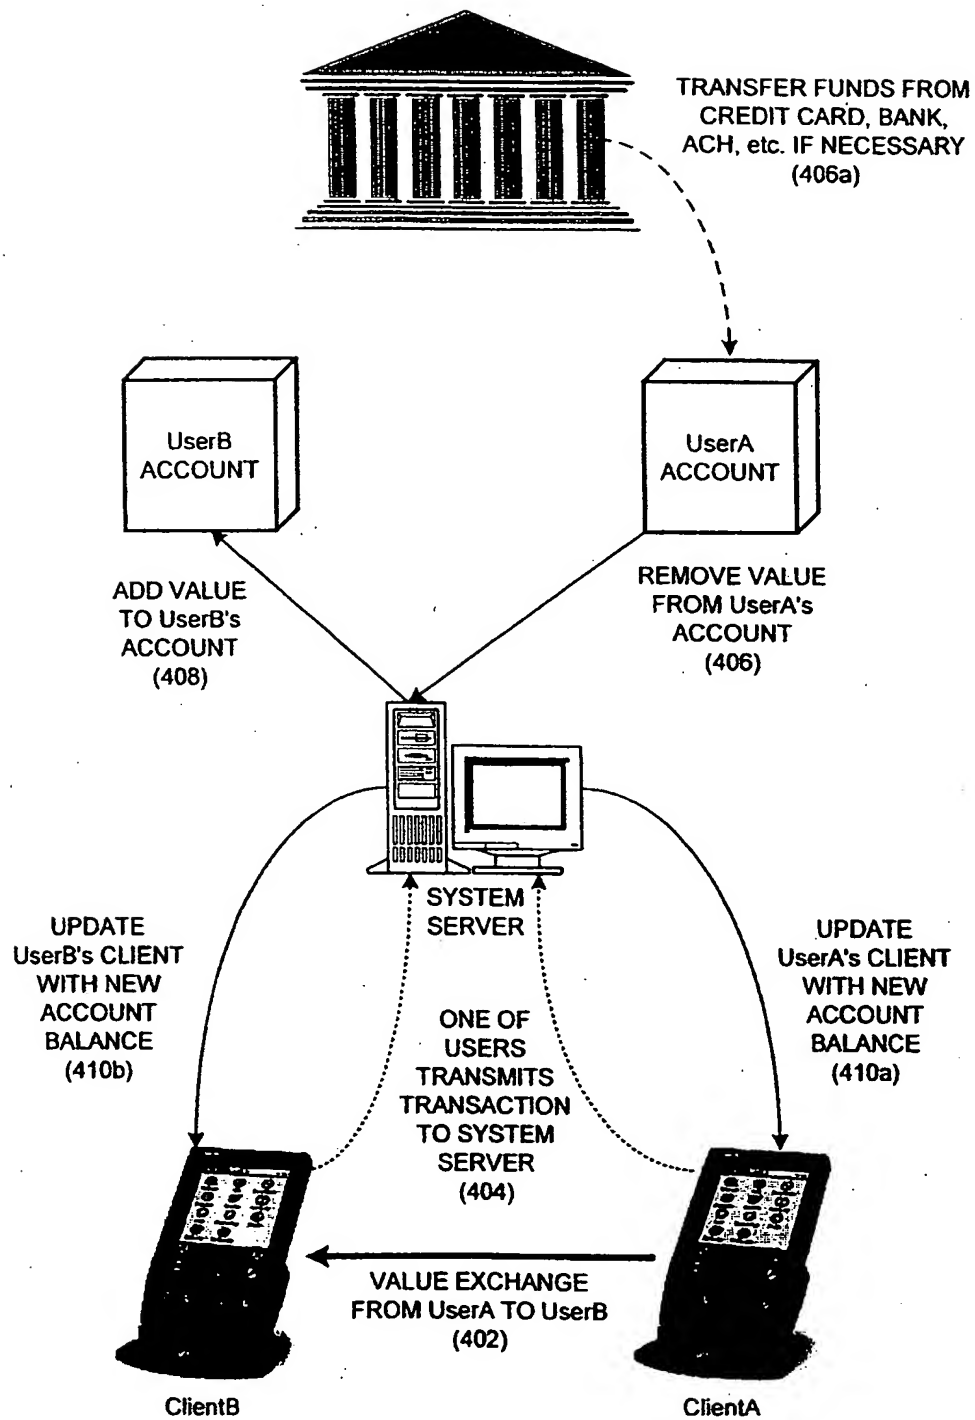 TRANSFER FUNDS FROM
CREDIT CARD, BANK,
ACH, etc. IF NECESSARY
(406a)
UserB
ACCOUNT
UserA
ACCOUNT
ADD VALUE
TO UserB's
ACCOUNT
(408)
REMOVE VALUE
FROM UserA's
ACCOUNT
(406)
SYSTEM
SERVER
UPDATE
UserB's CLIENT
WITH NEW
ACCOUNT
BALANCE
(410b)
ONE OF
USERS
TRANSMITS
TRANSACTION
TO SYSTEM
SERVER
(404)
UPDATE
UserA's CLIENT
WITH NEW
ACCOUNT
BALANCE
(410a)
VALUE EXCHANGE
FROM UserA TO UserB
(402)
ClientB
ClientA